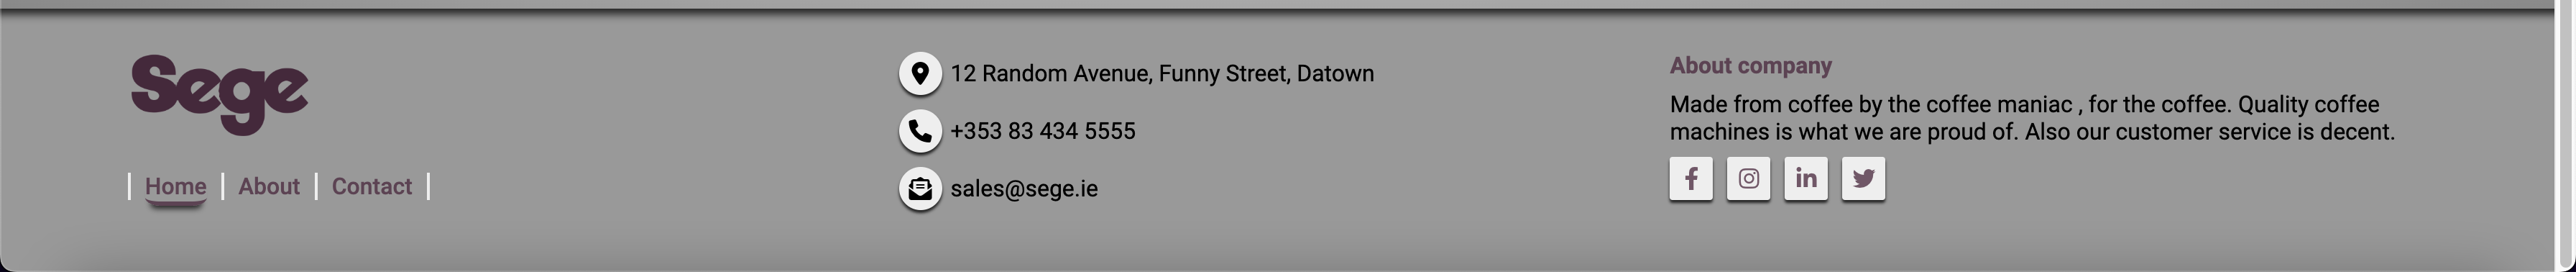 Sege
Home About Contact
12 Random Avenue, Funny Street, Datown
+353 83 434 5555
sales@sege.ie
About company
Made from coffee by the coffee maniac , for the coffee. Quality coffee
machines is what we are proud of. Also our customer service is decent.